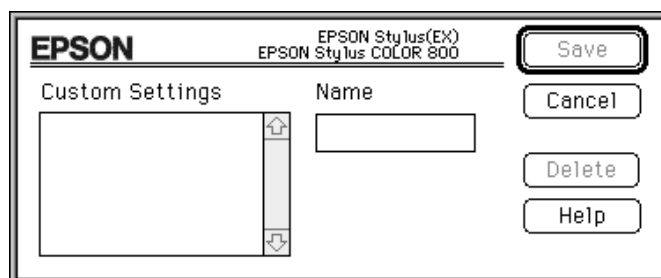 EPSON
EPSON Stylus(EX)
EPSON Stylus COLOR 800
Save
Custom Settings
Name
Cancel
Delete
Help